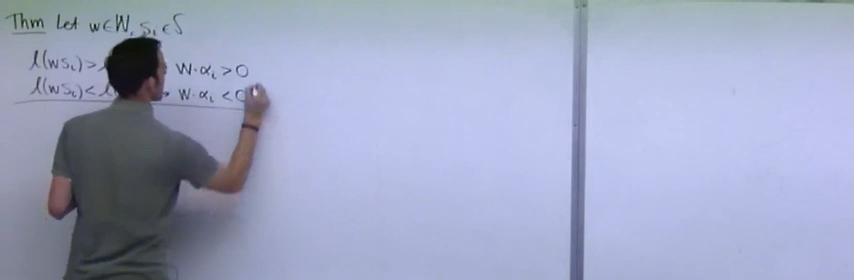 Thm Let w∈W, sᵢ∈S
l(wsᵢ)> w·αᵢ>0
l(wsᵢ)< w·αᵢ<0